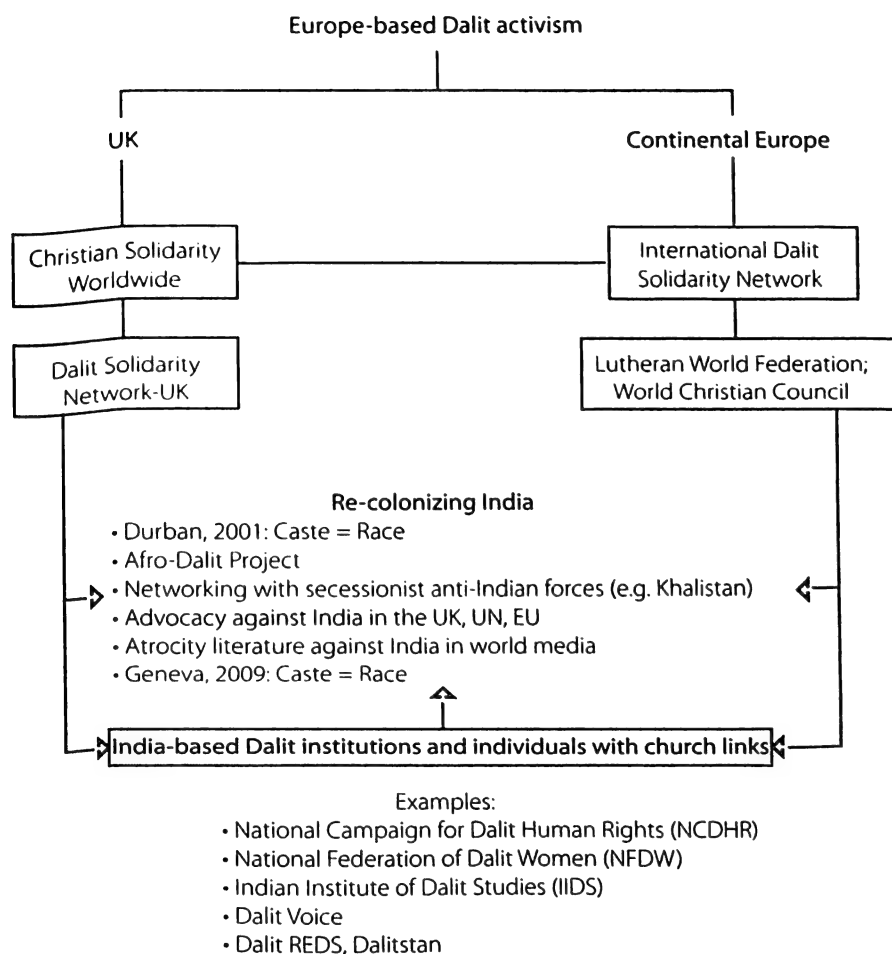 Europe-based Dalit activism
UK
Continental Europe
Christian Solidarity
Worldwide
International Dalit
Solidarity Network
Dalit Solidarity
Network-UK
Lutheran World Federation;
World Christian Council
Re-colonizing India
• Durban, 2001: Caste = Race
• Afro-Dalit Project
• Networking with secessionist anti-Indian forces (e.g. Khalistan)
• Advocacy against India in the UK, UN, EU
• Atrocity literature against India in world media
• Geneva, 2009: Caste = Race
India-based Dalit institutions and individuals with church links
Examples:
• National Campaign for Dalit Human Rights (NCDHR)
• National Federation of Dalit Women (NFDW)
• Indian Institute of Dalit Studies (IIDS)
• Dalit Voice
• Dalit REDS, Dalitstan